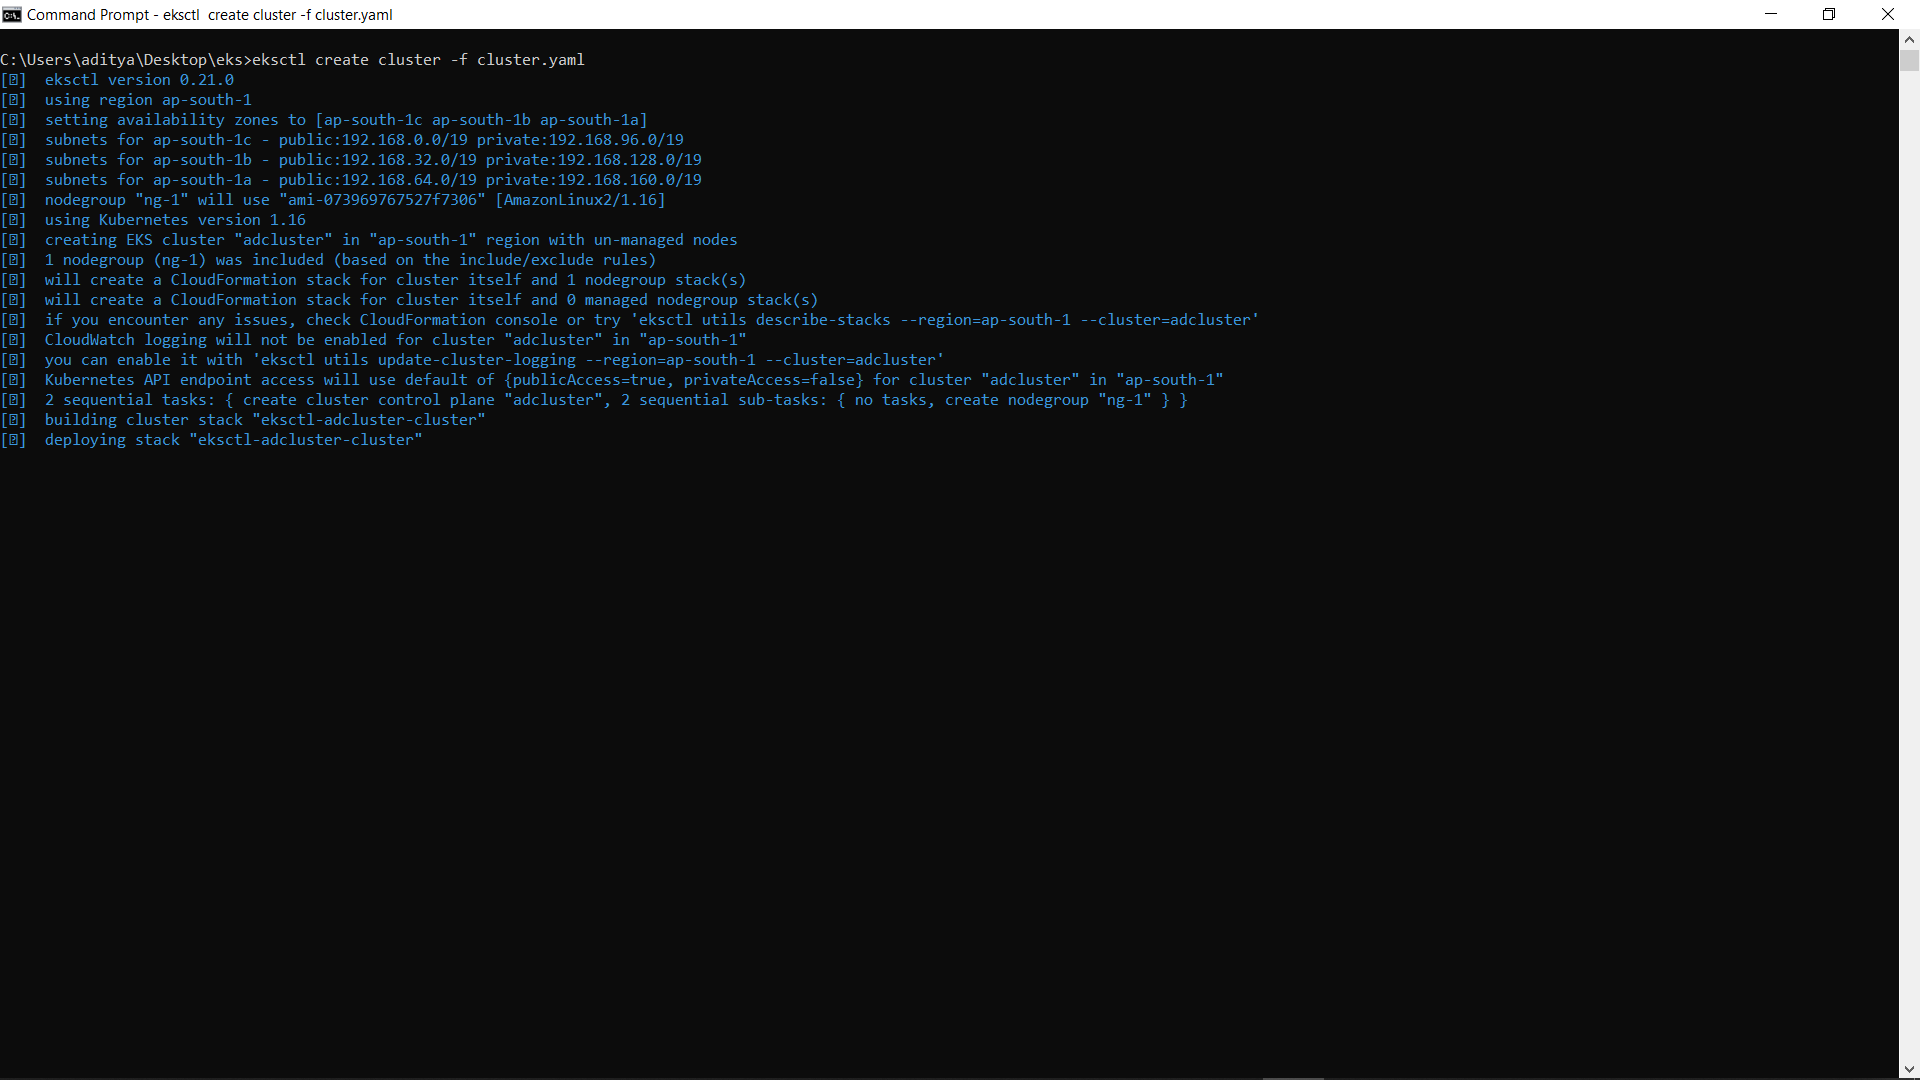 Command Prompt - eksctl  create cluster -f cluster.yaml
C:\Users\aditya\Desktop\eks>eksctl create cluster -f cluster.yaml
[⍰]  eksctl version 0.21.0
[⍰]  using region ap-south-1
[⍰]  setting availability zones to [ap-south-1c ap-south-1b ap-south-1a]
[⍰]  subnets for ap-south-1c - public:192.168.0.0/19 private:192.168.96.0/19
[⍰]  subnets for ap-south-1b - public:192.168.32.0/19 private:192.168.128.0/19
[⍰]  subnets for ap-south-1a - public:192.168.64.0/19 private:192.168.160.0/19
[⍰]  nodegroup "ng-1" will use "ami-073969767527f7306" [AmazonLinux2/1.16]
[⍰]  using Kubernetes version 1.16
[⍰]  creating EKS cluster "adcluster" in "ap-south-1" region with un-managed nodes
[⍰]  1 nodegroup (ng-1) was included (based on the include/exclude rules)
[⍰]  will create a CloudFormation stack for cluster itself and 1 nodegroup stack(s)
[⍰]  will create a CloudFormation stack for cluster itself and 0 managed nodegroup stack(s)
[⍰]  if you encounter any issues, check CloudFormation console or try 'eksctl utils describe-stacks --region=ap-south-1 --cluster=adcluster'
[⍰]  CloudWatch logging will not be enabled for cluster "adcluster" in "ap-south-1"
[⍰]  you can enable it with 'eksctl utils update-cluster-logging --region=ap-south-1 --cluster=adcluster'
[⍰]  Kubernetes API endpoint access will use default of {publicAccess=true, privateAccess=false} for cluster "adcluster" in "ap-south-1"
[⍰]  2 sequential tasks: { create cluster control plane "adcluster", 2 sequential sub-tasks: { no tasks, create nodegroup "ng-1" } }
[⍰]  building cluster stack "eksctl-adcluster-cluster"
[⍰]  deploying stack "eksctl-adcluster-cluster"